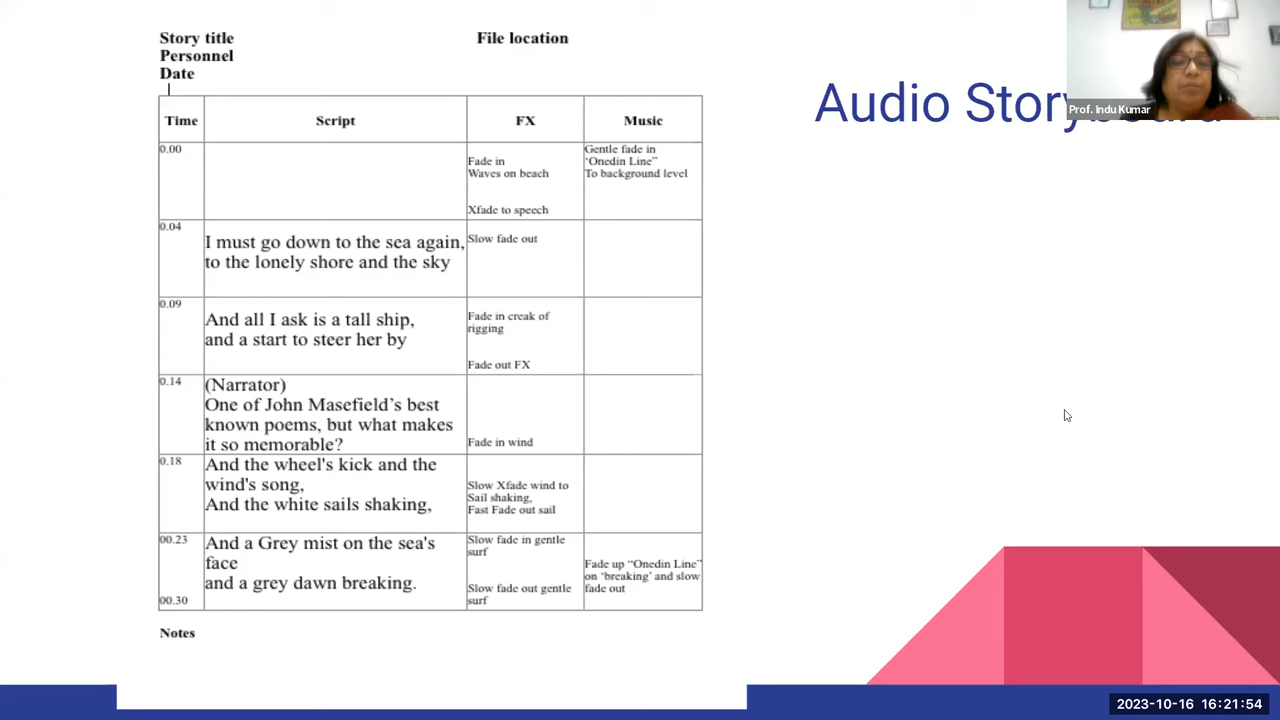 Story title File location
Personnel
Date
Time Script FX Music
0.00
Fade in
Waves on beach
Xfade to speech
Gentle fade in
'Onedin Line"
To background level
0.04
I must go down to the sea again,
to the lonely shore and the sky
Slow fade out
0.09
And all I ask is a tall ship,
and a start to steer her by
Fade in creak of
rigging
Fade out FX
0.14
(Narrator)
One of John Masefield's best
known poems, but what makes
it so memorable?
Fade in wind
0.18
And the wheel's kick and the
wind's song,
And the white sails shaking,
Slow Xfade wind to
Sail shaking,
Fast Fade out sail
00.23
And a Grey mist on the sea's
face
and a grey dawn breaking.
00.30
Slow fade in gentle
surf
Slow fade out gentle
surf
Fade up "Onedin Line"
on 'breaking' and slow
fade out
Notes
Audio Storyboard
Prof. Indu Kumar
2023-10-16 16:21:54